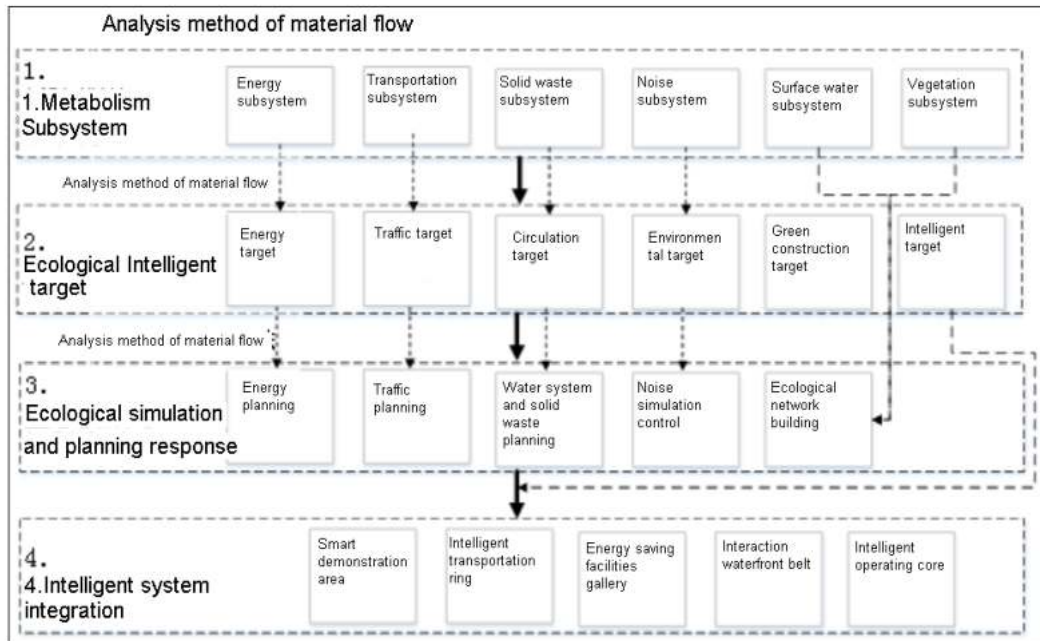 Analysis method of material flow
1.
1.Metabolism
Subsystem
Energy
subsystem
Transportation
subsystem
Solid waste
subsystem
Noise
subsystem
Surface water
subsystem
Vegetation
subsystem
Analysis method of material flow
2.
Ecological Intelligent
target
Energy
target
Traffic target
Circulation
target
Environmen
tal target
Green
construction
target
Intelligent
target
Analysis method of material flow
3.
Ecological simulation
and planning response
Energy
planning
Traffic
planning
Water system
and solid
waste
planning
Noise
simulation
control
Ecological
network
building
4.
4.Intelligent system
integration
Smart
demonstration
area
Intelligent
transportation
ring
Energy saving
facilities
gallery
Interaction
waterfront belt
Intelligent
operating core